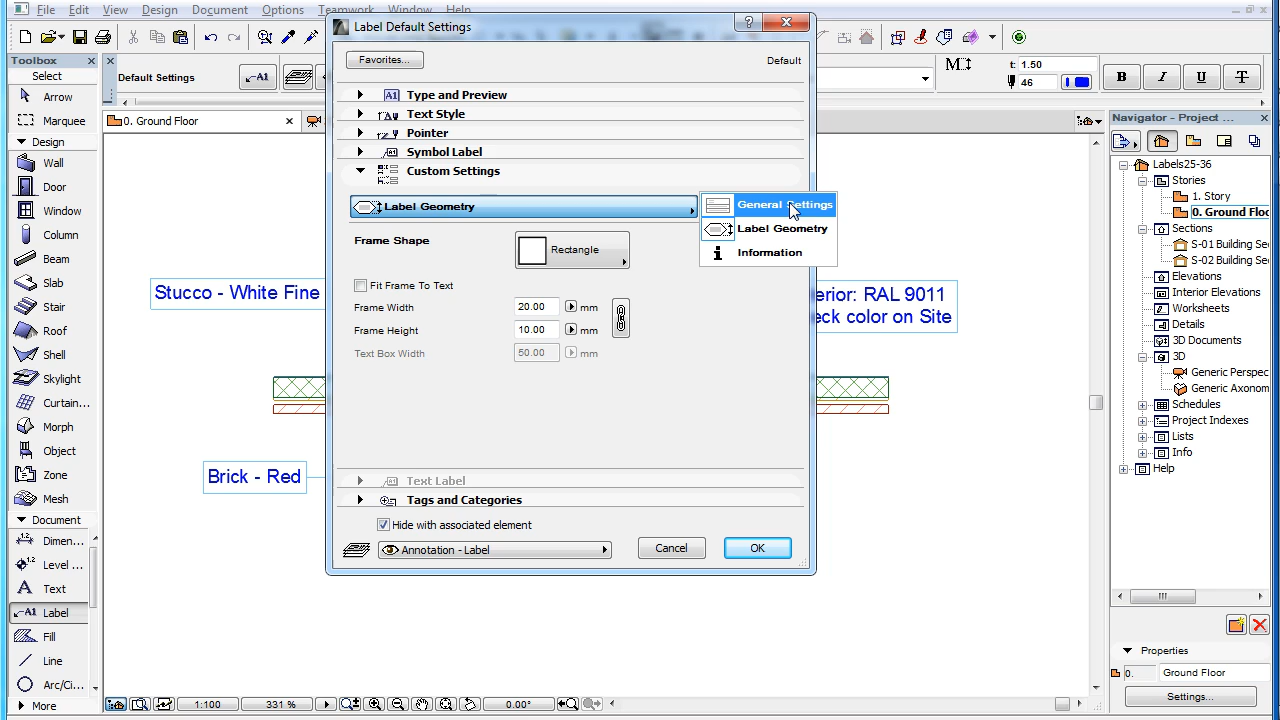 File
Edit
View
Design
Document
Options
Teamwork
Window
Help
Toolbox
Select
Arrow
Marquee
Design
Wall
Door
Window
Column
Beam
Slab
Stair
Roof
Shell
Skylight
Curtain...
Morph
Object
Zone
Mesh
Document
Dimen...
Level ...
Text
Label
Fill
Line
Arc/Ci...
More
Default Settings
A1
0. Ground Floor
Stucco - White Fine
Brick - Red
erior: RAL 9011
eck color on Site
Label Default Settings
Favorites...
Default
Type and Preview
Text Style
Pointer
Symbol Label
Custom Settings
Label Geometry
General Settings
Label Geometry
Information
Frame Shape
Rectangle
Fit Frame To Text
Frame Width
20.00
mm
Frame Height
10.00
mm
Text Box Width
50.00
mm
Text Label
Tags and Categories
Hide with associated element
Annotation - Label
Cancel
OK
t: 1.50
46
B
I
U
T
Navigator - Project ...
Labels25-36
Stories
1. Story
0. Ground Floo
Sections
S-01 Building Se
S-02 Building Se
Elevations
Interior Elevations
Worksheets
Details
3D Documents
3D
Generic Perspec
Generic Axonom
Schedules
Project Indexes
Lists
Info
Help
Properties
0.
Ground Floor
Settings...
1:100
331 %
0.00°